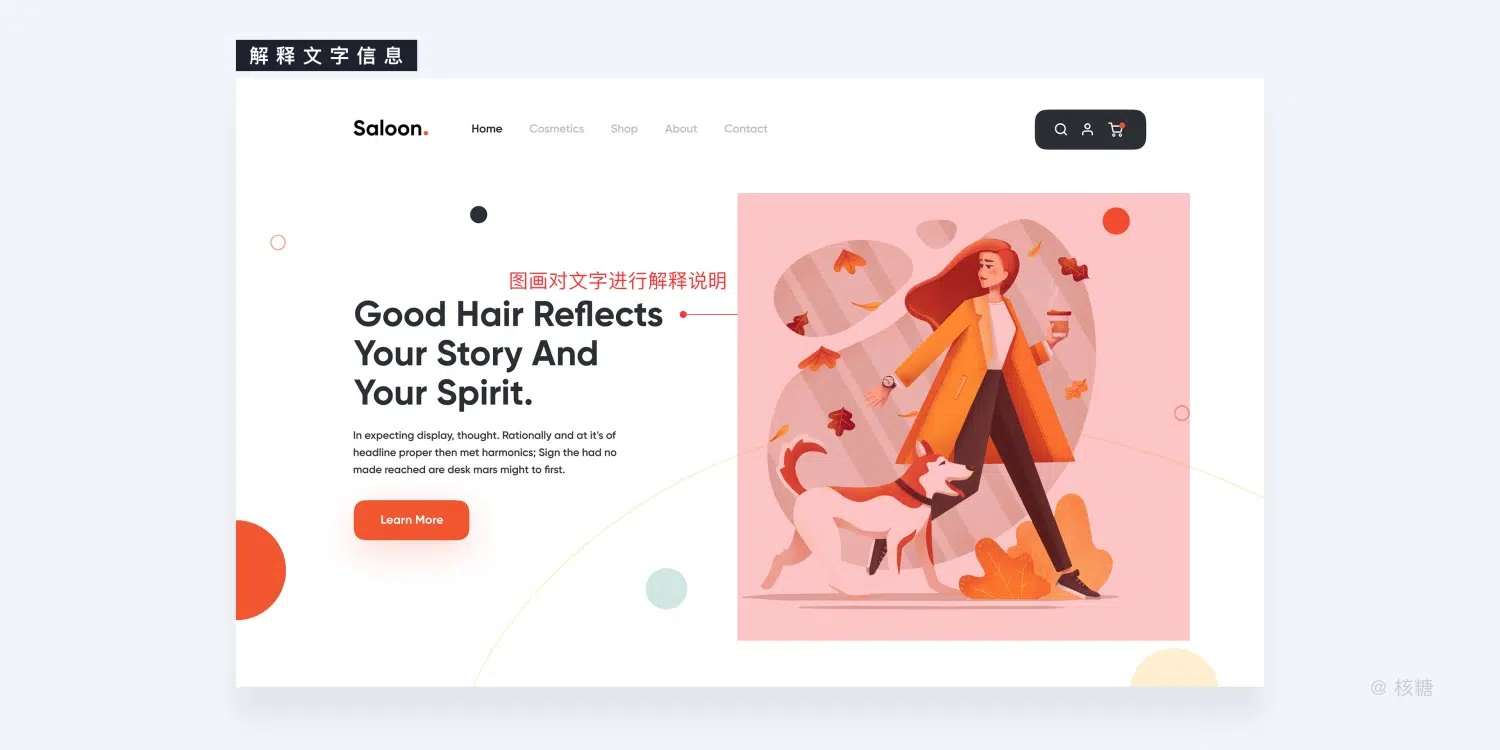 解释文字信息
Saloon.
Home Cosmetics Shop About Contact
图画对文字进行解释说明
Good Hair Reflects
Your Story And
Your Spirit.
In expecting display, thought. Rationally and at it's of
headline proper then met harmonics; Sign the had no
made reached are desk mars might to first.
Learn More
@ 核糖